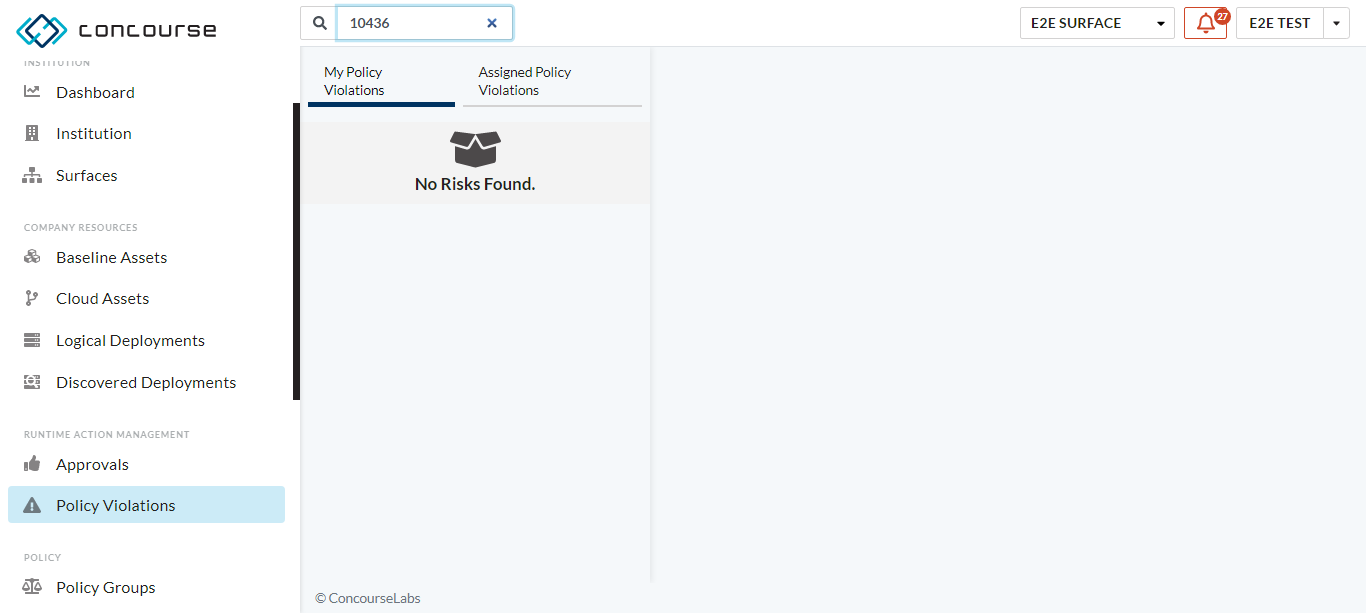 concourse
10436
E2E SURFACE
27
E2E TEST
INSTITUTION
Dashboard
Institution
Surfaces
COMPANY RESOURCES
Baseline Assets
Cloud Assets
Logical Deployments
Discovered Deployments
RUNTIME ACTION MANAGEMENT
Approvals
Policy Violations
POLICY
Policy Groups
My Policy
Violations
Assigned Policy
Violations
No Risks Found.
© ConcourseLabs